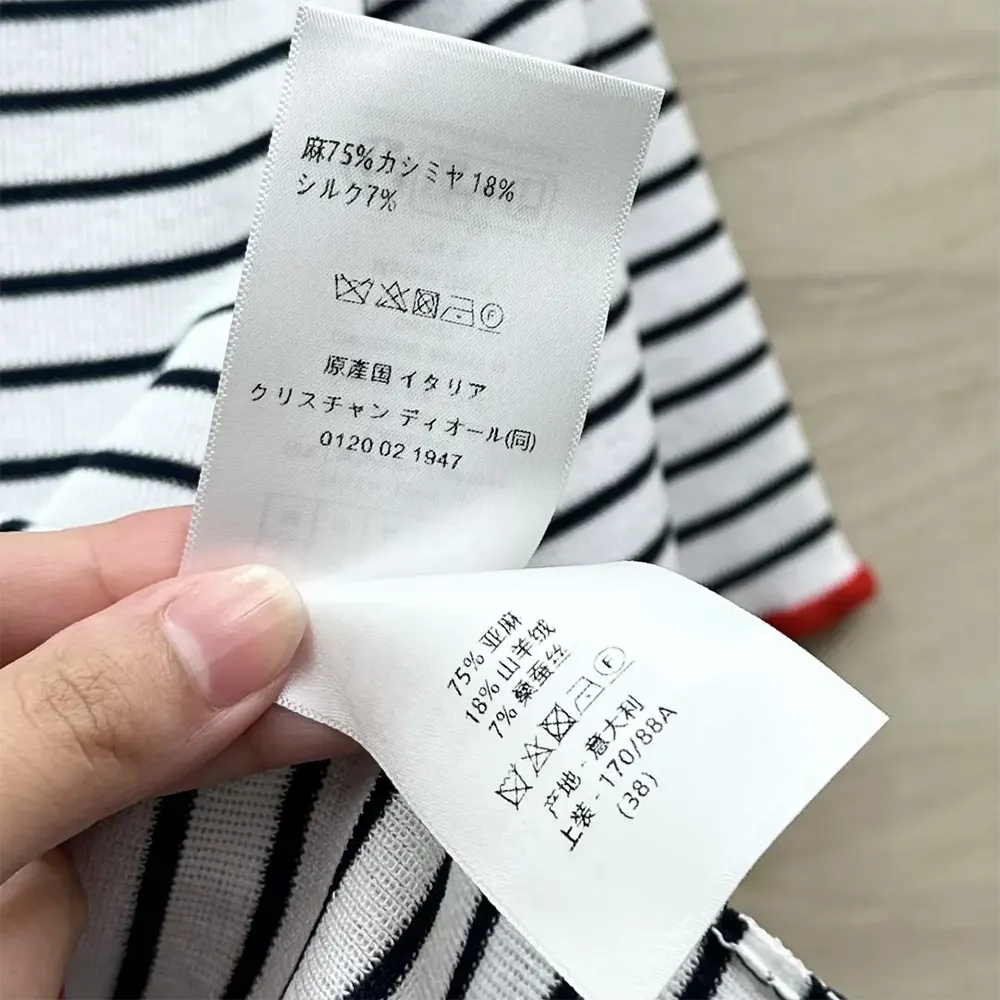 麻75%カシミヤ18%
シルク7%
F
原産国 イタリア
クリスチャン ディオール(同)
0120 02 1947
75% 亚麻
18% 山羊绒
7% 桑蚕丝
F
产地 - 意大利
上装 - 170/88A
(38)